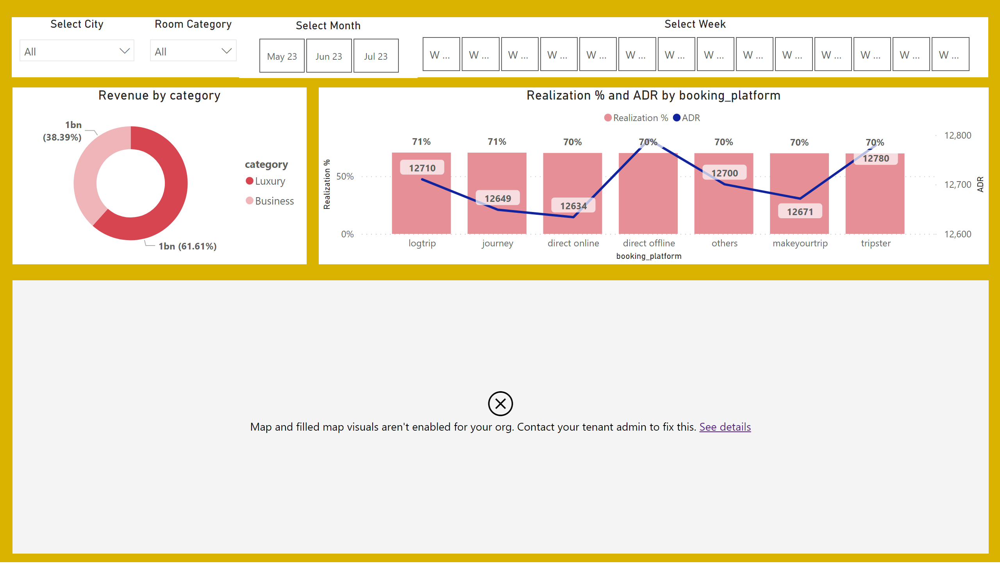 Select City
Room Category
Select Month
Select Week
All
All
May 23
Jun 23
Jul 23
W ...
W ...
W ...
W ...
W ...
W ...
W ...
W ...
W ...
W ...
W ...
W ...
W ...
W ...
Revenue by category
1bn
(38.39%)
category
Luxury
Business
1bn (61.61%)
Realization % and ADR by booking_platform
Realization %
ADR
71%
71%
70%
70%
70%
70%
70%
12710
12649
12634
12700
12671
12780
Realization %
50%
0%
12,800
12,700
12,600
ADR
logtrip
journey
direct online
direct offline
others
makeyourtrip
tripster
booking_platform
Map and filled map visuals aren't enabled for your org. Contact your tenant admin to fix this. See details